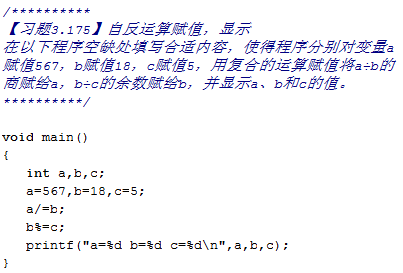 /**********
【习题3.175】自反运算赋值，显示
在以下程序空缺处填写合适内容，使得程序分别对变量a
赋值567，b赋值18，c赋值5，用复合的运算赋值将a÷b的
商赋给a，b÷c的余数赋给b，并显示a、b和c的值。
**********/
void main()
{
int a,b,c;
a=567,b=18,c=5;
a/=b;
b%=c;
printf("a=%d b=%d c=%d\n",a,b,c);
}